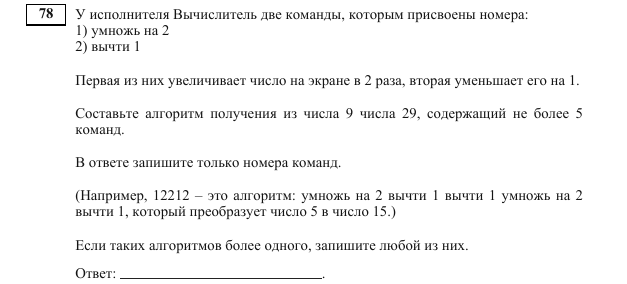 78
У исполнителя Вычислитель две команды, которым присвоены номера:
1) умножь на 2
2) вычти 1
Первая из них увеличивает число на экране в 2 раза, вторая уменьшает его на 1.
Составьте алгоритм получения из числа 9 числа 29, содержащий не более 5
команд.
В ответе запишите только номера команд.
(Например, 12212 – это алгоритм: умножь на 2 вычти 1 вычти 1 умножь на 2
вычти 1, который преобразует число 5 в число 15.)
Если таких алгоритмов более одного, запишите любой из них.
Ответ: ______________________________.